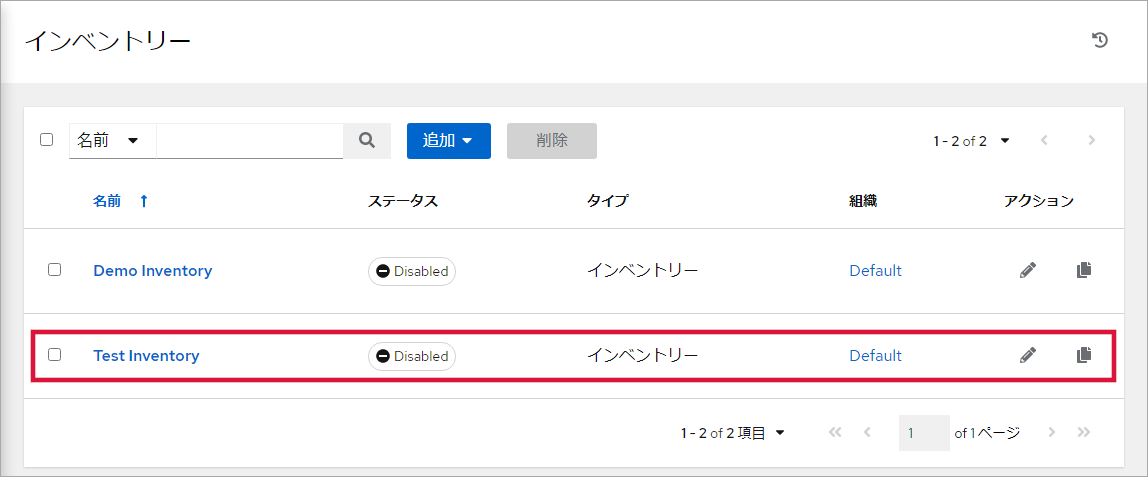 インベントリー
名前 追加 削除 1 - 2 of 2
名前 ステータス タイプ 組織 アクション
Demo Inventory Disabled インベントリー Default
Test Inventory Disabled インベントリー Default
1 - 2 of 2 項目 1 of 1 ページ